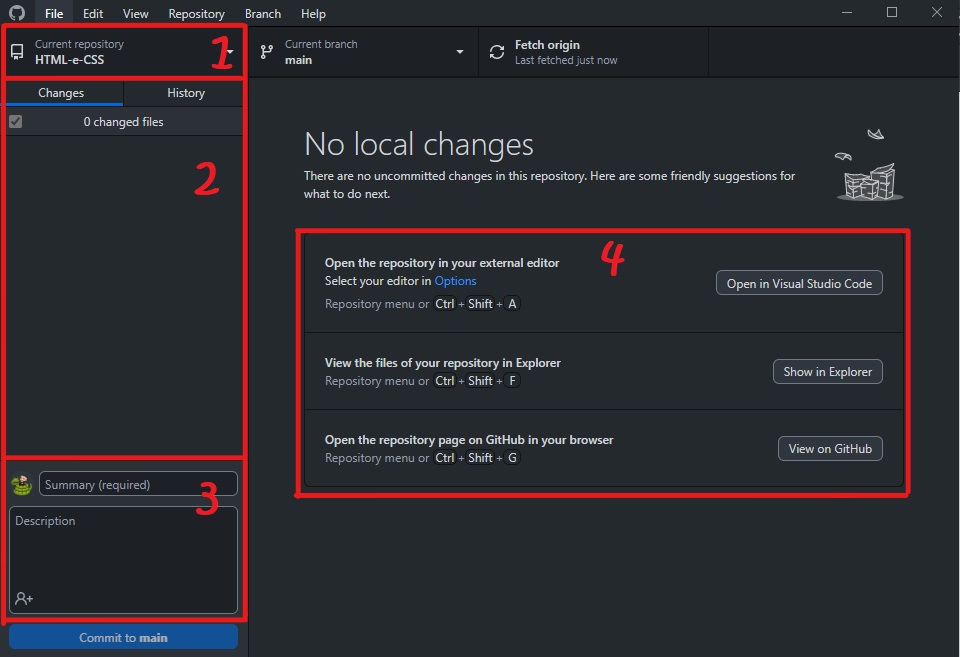 File Edit View Repository Branch Help
Current repository
HTML-e-CSS
1
Current branch
main
Fetch origin
Last fetched just now
Changes History
0 changed files
2
No local changes
There are no uncommitted changes in this repository. Here are some friendly suggestions for
what to do next.
4
Open the repository in your external editor
Select your editor in Options
Repository menu or Ctrl + Shift + A
Open in Visual Studio Code
View the files of your repository in Explorer
Repository menu or Ctrl + Shift + F
Show in Explorer
Open the repository page on GitHub in your browser
Repository menu or Ctrl + Shift + G
View on GitHub
3
Summary (required)
Description
Commit to main